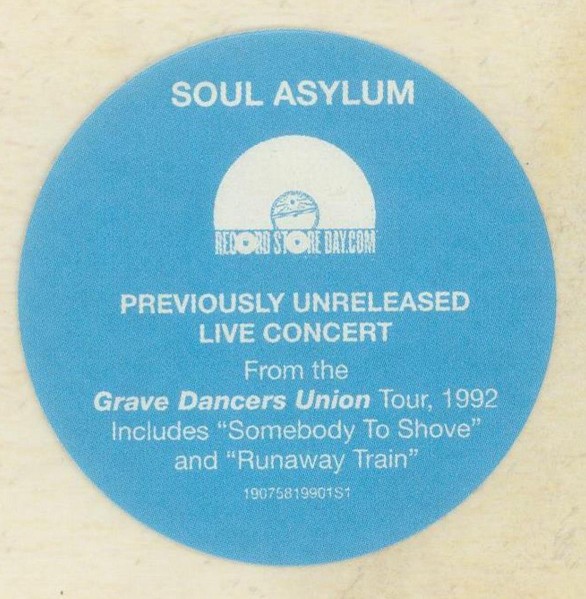 SOUL ASYLUM
RECORD STORE DAY.COM
PREVIOUSLY UNRELEASED
LIVE CONCERT
From the
Grave Dancers Union Tour, 1992
Includes “Somebody To Shove”
and “Runaway Train”
19075819901S1